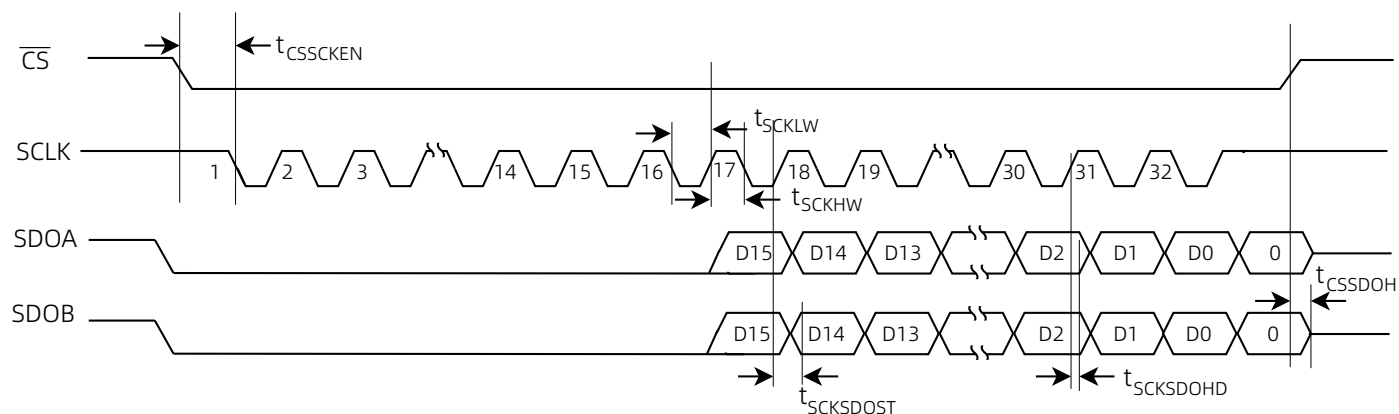 t_CSSCKEN
C̅S̅
t_SCKLW
SCLK 1 2 3 14 15 16 17 18 19 30 31 32
t_SCKHW
SDOA D15 D14 D13 D2 D1 D0 0
t_CSSDOH
SDOB D15 D14 D13 D2 D1 D0 0
t_SCKSDOST
t_SCKSDOHD